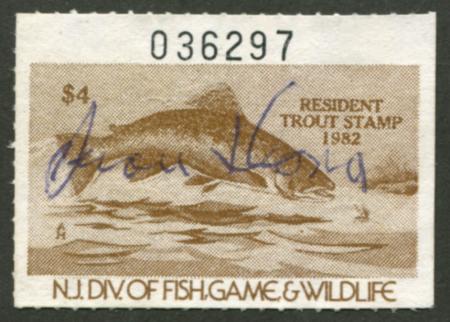 036297
$4
RESIDENT
TROUT STAMP
1982
N.J. DIV. OF FISH, GAME, & WILDLIFE